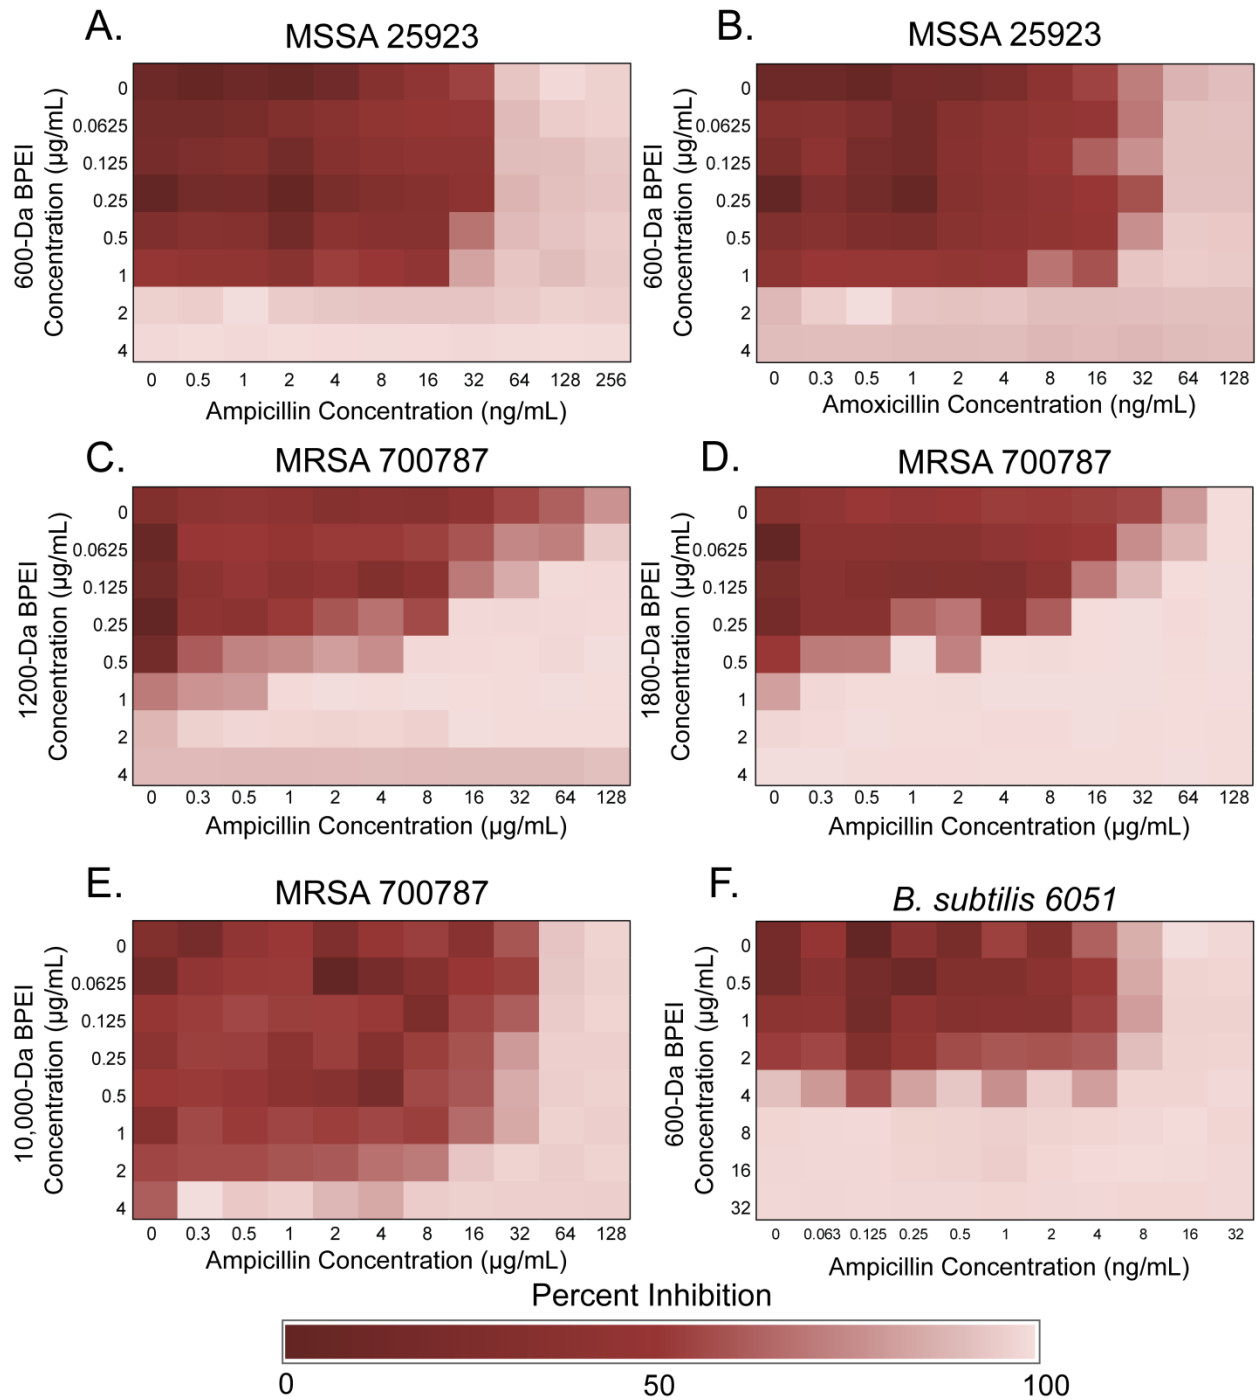 A.
MSSA 25923
600-Da BPEI
Concentration (µg/mL)
0
0.0625
0.125
0.25
0.5
1
2
4
0 0.5 1 2 4 8 16 32 64 128 256
Ampicillin Concentration (ng/mL)
B.
MSSA 25923
600-Da BPEI
Concentration (µg/mL)
0
0.0625
0.125
0.25
0.5
1
2
4
0 0.3 0.5 1 2 4 8 16 32 64 128
Amoxicillin Concentration (ng/mL)
C.
MRSA 700787
1200-Da BPEI
Concentration (µg/mL)
0
0.0625
0.125
0.25
0.5
1
2
4
0 0.3 0.5 1 2 4 8 16 32 64 128
Ampicillin Concentration (µg/mL)
D.
MRSA 700787
1800-Da BPEI
Concentration (µg/mL)
0
0.0625
0.125
0.25
0.5
1
2
4
0 0.3 0.5 1 2 4 8 16 32 64 128
Ampicillin Concentration (µg/mL)
E.
MRSA 700787
10,000-Da BPEI
Concentration (µg/mL)
0
0.0625
0.125
0.25
0.5
1
2
4
0 0.3 0.5 1 2 4 8 16 32 64 128
Ampicillin Concentration (µg/mL)
F.
B. subtilis 6051
600-Da BPEI
Concentration (µg/mL)
0
0.5
1
2
4
8
16
32
0 0.063 0.125 0.25 0.5 1 2 4 8 16 32
Ampicillin Concentration (ng/mL)
Percent Inhibition
0 50 100